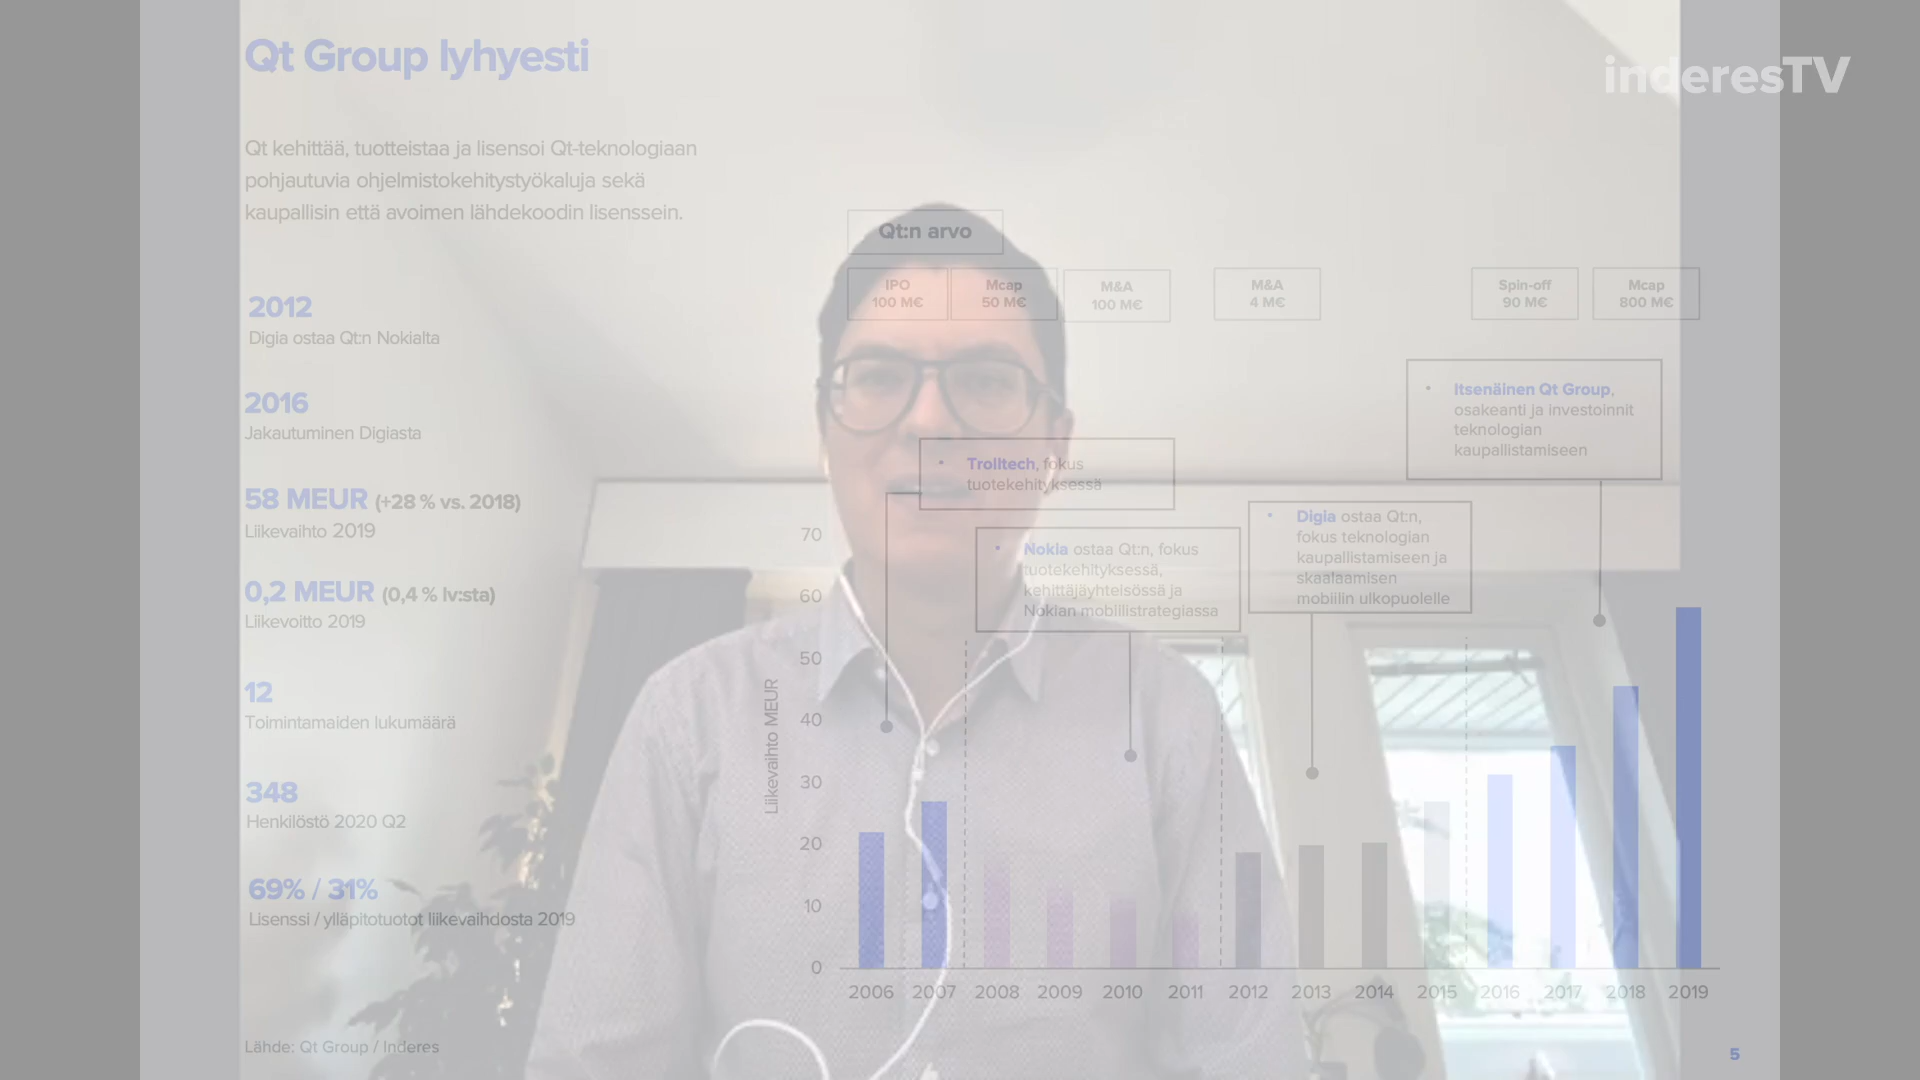 Qt Group lyhyesti
inderesTV
Qt kehittää, tuotteistaa ja lisensoi Qt-teknologiaan
pohjautuvia ohjelmistokehitystyökaluja sekä
kaupallisin että avoimen lähdekoodin lisenssein.
2012
Digia ostaa Qt:n Nokialta
2016
Jakautuminen Digiasta
58 MEUR (+28 % vs. 2018)
Liikevaihto 2019
0,2 MEUR (0,4 % lv:sta)
Liikevoitto 2019
12
Toimintamaiden lukumäärä
348
Henkilöstö 2020 Q2
69% / 31%
Lisenssi / ylläpitotuotot liikevaihdosta 2019
Lähde: Qt Group / Inderes
Qt:n arvo
IPO
100 M€
Mcap
50 M€
M&A
100 M€
M&A
4 M€
Spin-off
90 M€
Mcap
800 M€
• Trolltech, fokus
tuotekehityksessä
• Nokia ostaa Qt:n, fokus
tuotekehityksessä,
kehittäjäyhteisössä ja
Nokian mobiilistrategiassa
• Digia ostaa Qt:n,
fokus teknologian
kaupallistamiseen ja
skaalaamisen
mobiilin ulkopuolelle
• Itsenäinen Qt Group,
osakeanti ja investoinnit
teknologian
kaupallistamiseen
Liikevaihto MEUR
70
60
50
40
30
20
10
0
2006 2007 2008 2009 2010 2011 2012 2013 2014 2015 2016 2017 2018 2019
5